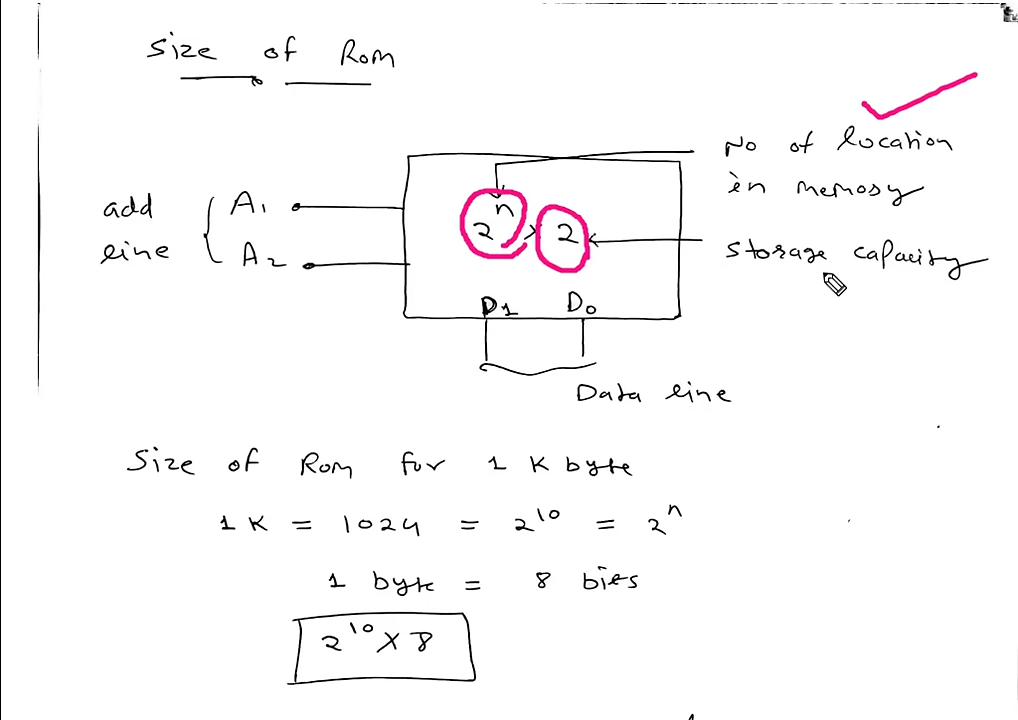 Size of Rom
No of location
in memory
add
line
A1
A2
2^n × 2
storage capacity
D1 D0
Data line
Size of Rom for 1 K byte
1K = 1024 = 2^10 = 2^n
1 byte = 8 bits
2^10 × 8